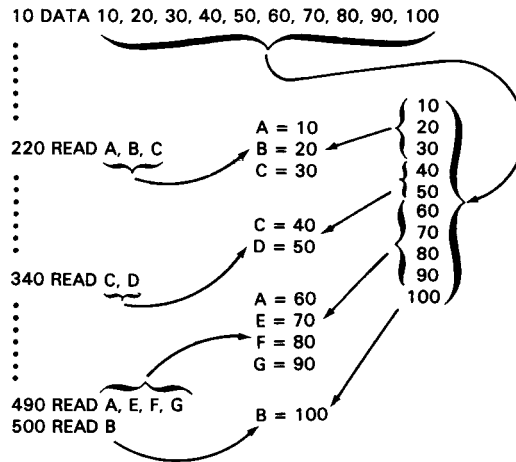 10 DATA 10, 20, 30, 40, 50, 60, 70, 80, 90, 100
220 READ A, B, C
A = 10
B = 20
C = 30
10
20
30
40
50
60
70
80
90
100
C = 40
D = 50
340 READ C, D
A = 60
E = 70
F = 80
G = 90
490 READ A, E, F, G
500 READ B
B = 100